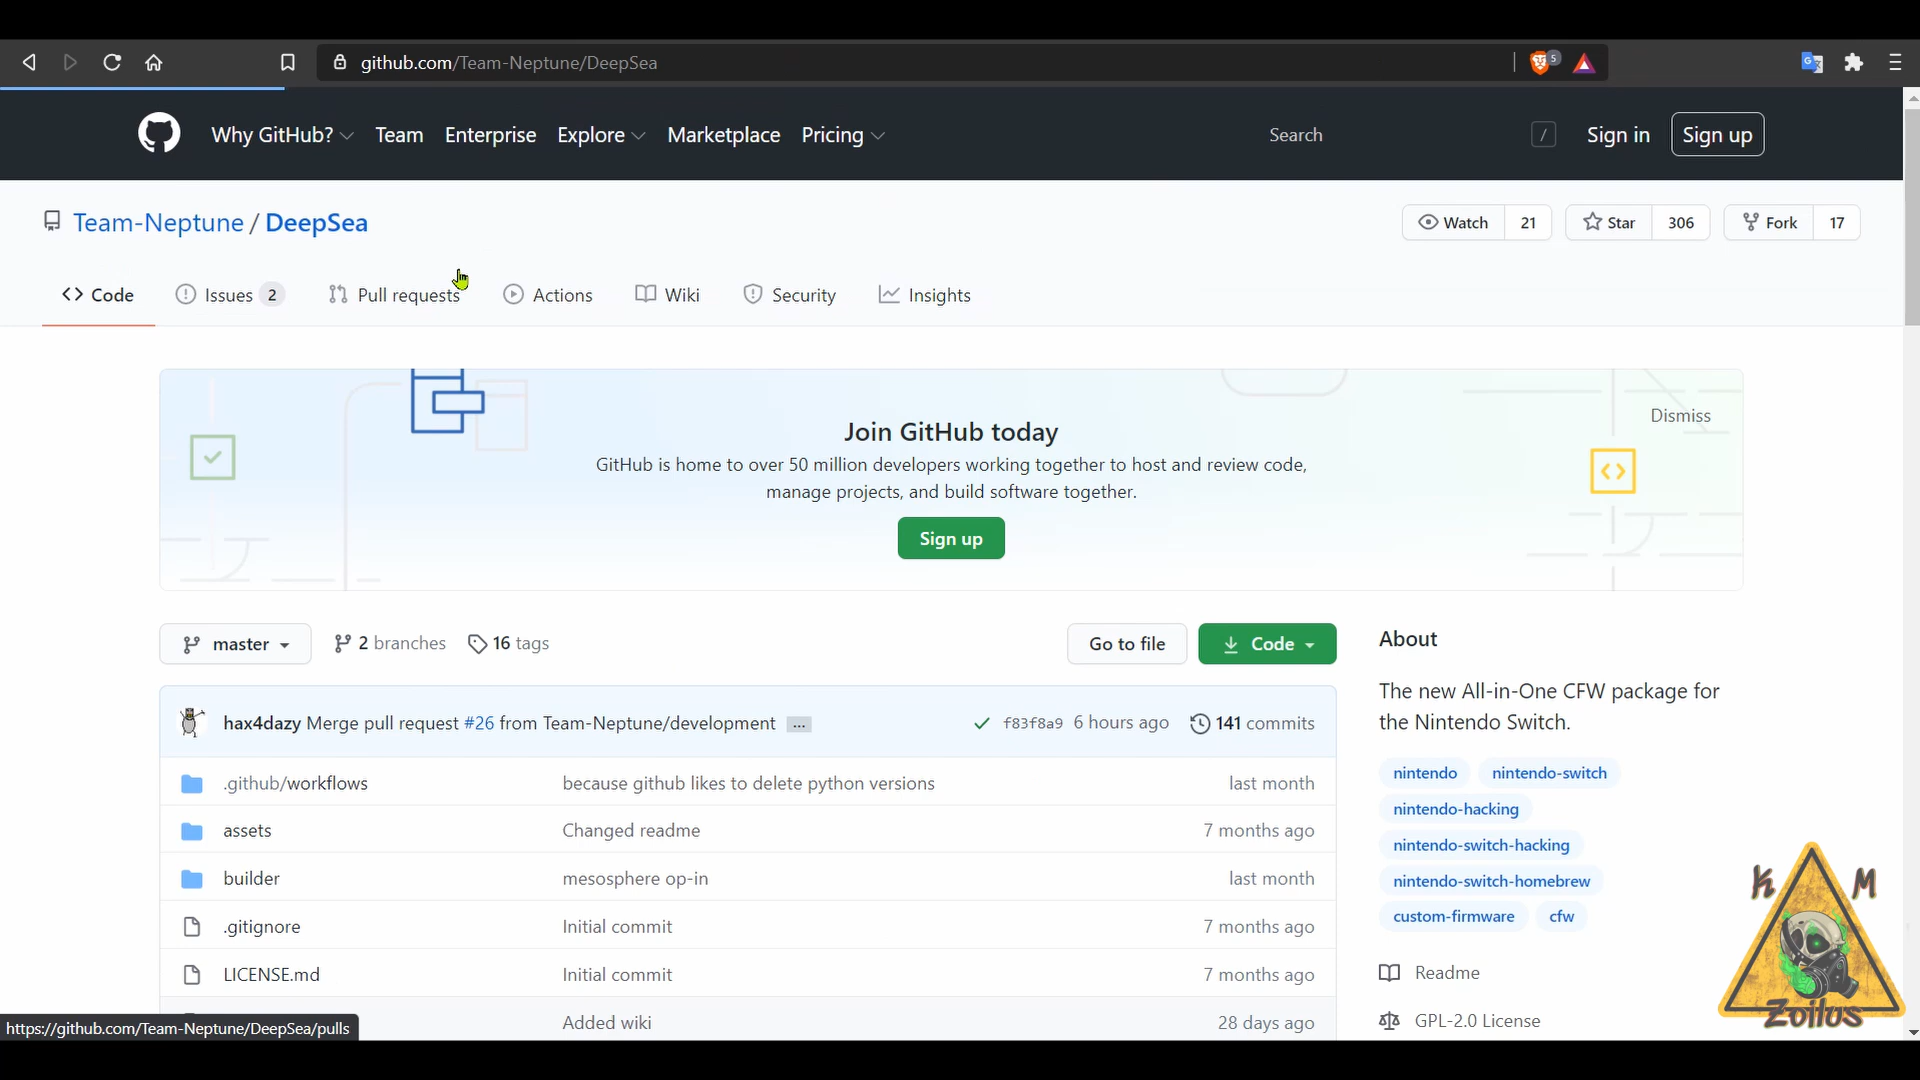 github.com/Team-Neptune/DeepSea
5
Why GitHub? Team Enterprise Explore Marketplace Pricing Search / Sign in Sign up
Team-Neptune / DeepSea
Watch 21 Star 306 Fork 17
Code Issues 2 Pull requests Actions Wiki Security Insights
Join GitHub today
Dismiss
GitHub is home to over 50 million developers working together to host and review code,
manage projects, and build software together.
Sign up
master 2 branches 16 tags Go to file Code
hax4dazy Merge pull request #26 from Team-Neptune/development ... f83f8a9 6 hours ago 141 commits
.github/workflows because github likes to delete python versions last month
assets Changed readme 7 months ago
builder mesosphere op-in last month
.gitignore Initial commit 7 months ago
LICENSE.md Initial commit 7 months ago
Added wiki 28 days ago
About
The new All-in-One CFW package for
the Nintendo Switch.
nintendo nintendo-switch
nintendo-hacking
nintendo-switch-hacking
nintendo-switch-homebrew
custom-firmware cfw
Readme
GPL-2.0 License
https://github.com/Team-Neptune/DeepSea/pulls
K M
Zoilus